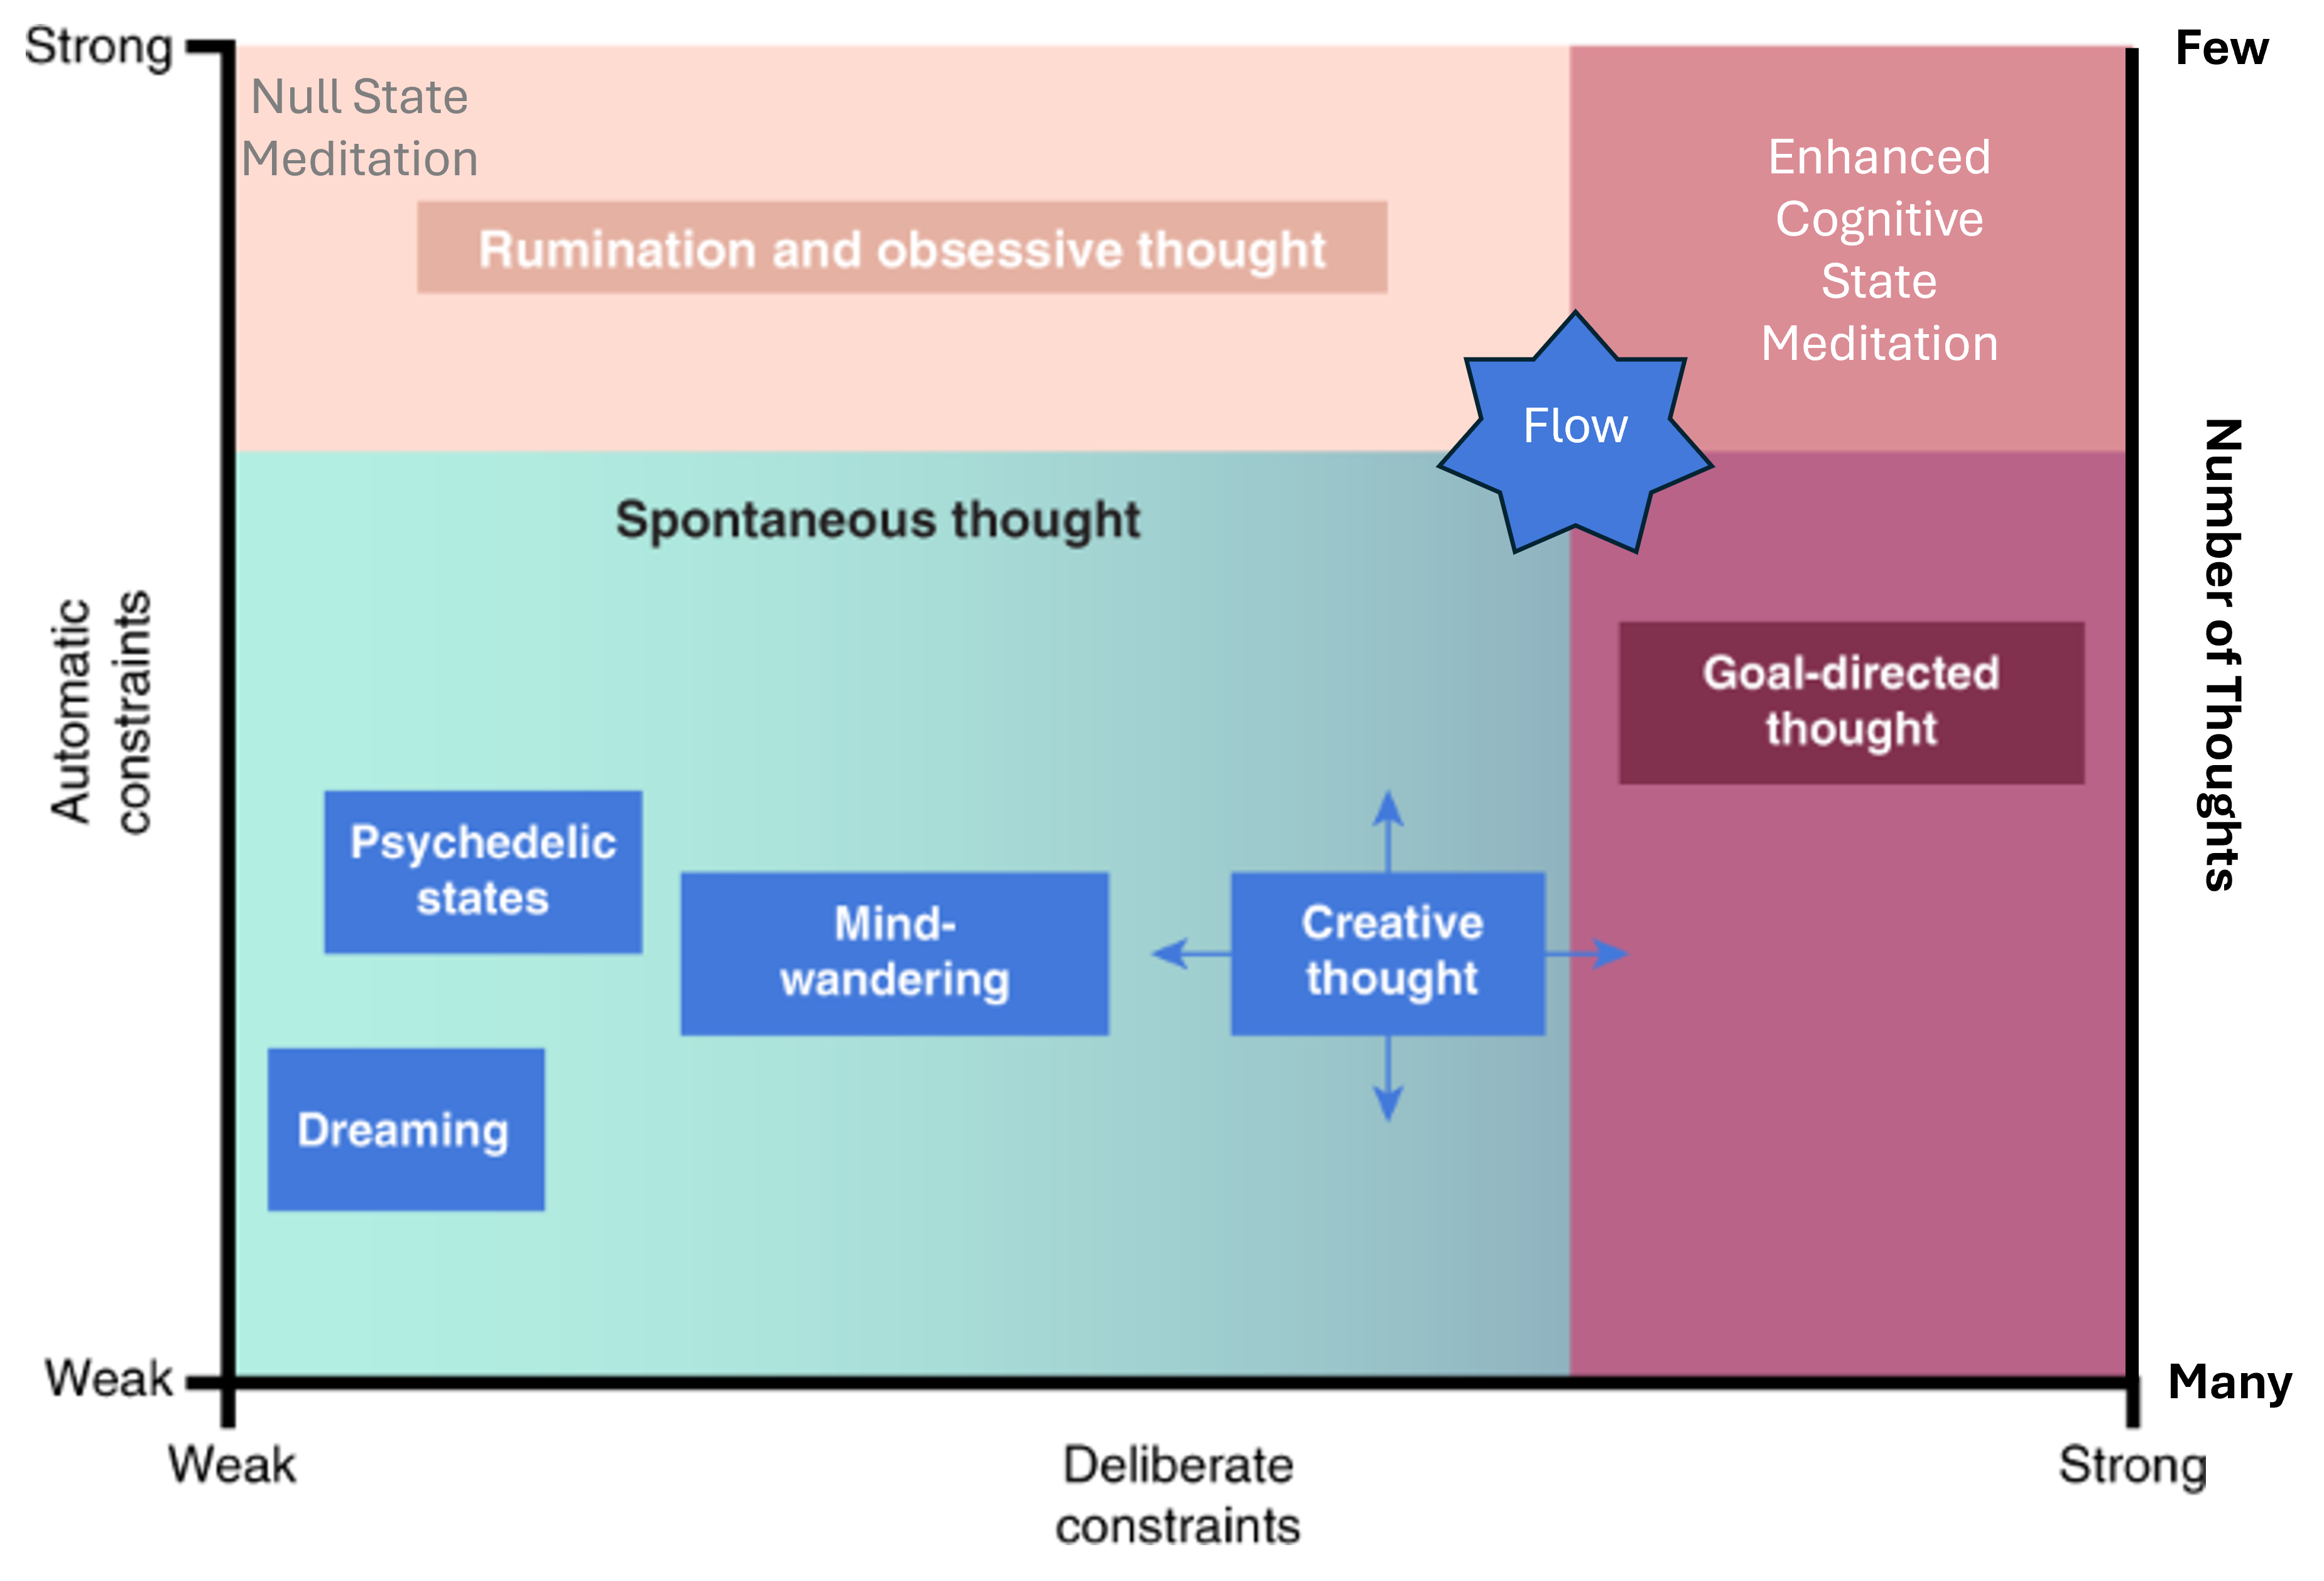 Strong
Few
Null State
Meditation
Enhanced
Cognitive
State
Meditation
Rumination and obsessive thought
Flow
Spontaneous thought
Automatic
constraints
Number of Thoughts
Goal-directed
thought
Psychedelic
states
Mind-
wandering
Creative
thought
Dreaming
Weak
Many
Weak
Deliberate
constraints
Strong